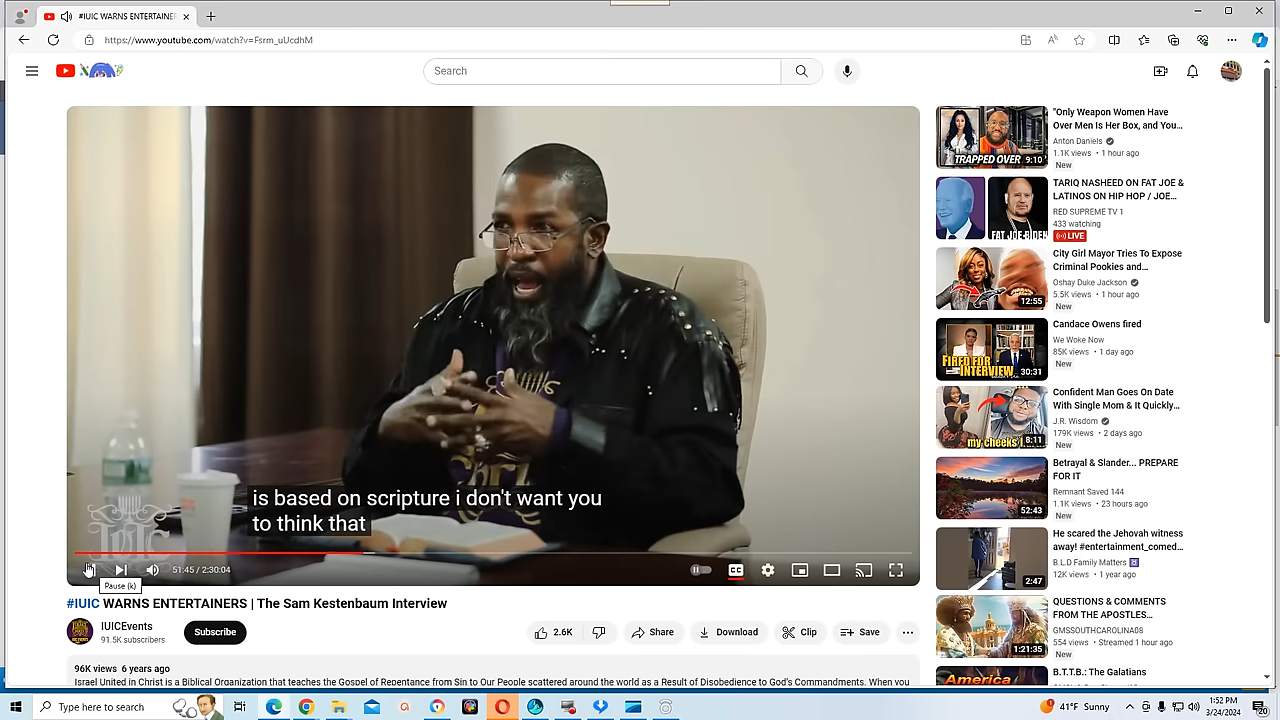 #IUIC WARNS ENTERTAINER
https://www.youtube.com/watch?v=Fsrm_uUcdhM
Search
is based on scripture i don't want you
to think that
IUIC
51:45 / 2:30:04
CC
Pause (k)
#IUIC WARNS ENTERTAINERS | The Sam Kestenbaum Interview
IUICEvents
91.5K subscribers
Subscribe
2.6K
Share
Download
Clip
Save
96K views 6 years ago
Israel United in Christ is a Biblical Organization that teaches the Gospel of Repentance from Sin to Our People scattered around the world as a Result of Disobedience to God's Commandments. When you
TRAPPED OVER
9:10
"Only Weapon Women Have
Over Men Is Her Box, and You...
Anton Daniels
1.1K views • 1 hour ago
New
FAT JOE BIDEN
TARIQ NASHEED ON FAT JOE &
LATINOS ON HIP HOP / JOE...
RED SUPREME TV 1
433 watching
LIVE
12:55
City Girl Mayor Tries To Expose
Criminal Pookies and...
Oshay Duke Jackson
5.5K views • 1 hour ago
New
FIRED FOR
INTERVIEW
30:31
Candace Owens fired
We Woke Now
85K views • 1 day ago
New
my cheeks
8:11
Confident Man Goes On Date
With Single Mom & It Quickly...
J.R. Wisdom
179K views • 2 days ago
New
52:43
Betrayal & Slander... PREPARE
FOR IT
Remnant Saved 144
1.1K views • 23 hours ago
New
2:47
He scared the Jehovah witness
away! #entertainment_comed...
B.L.D Family Matters
12K views • 1 year ago
1:21:35
QUESTIONS & COMMENTS
FROM THE APOSTLES...
GMSSOUTHCAROLINA08
554 views • Streamed 1 hour ago
New
America
B.T.T.B.: The Galatians
Type here to search
41°F Sunny
1:52 PM
3/24/2024
20